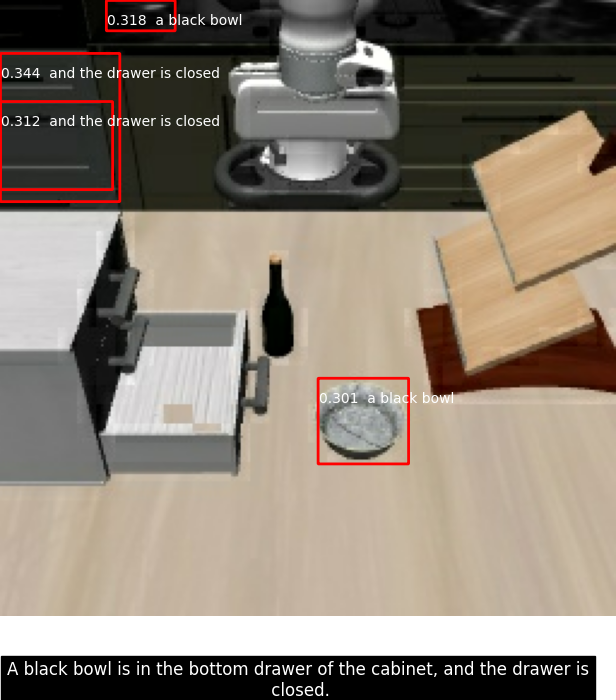 0.318  a black bowl
0.344  and the drawer is closed
0.312  and the drawer is closed
0.301  a black bowl
A black bowl is in the bottom drawer of the cabinet, and the drawer is
closed.